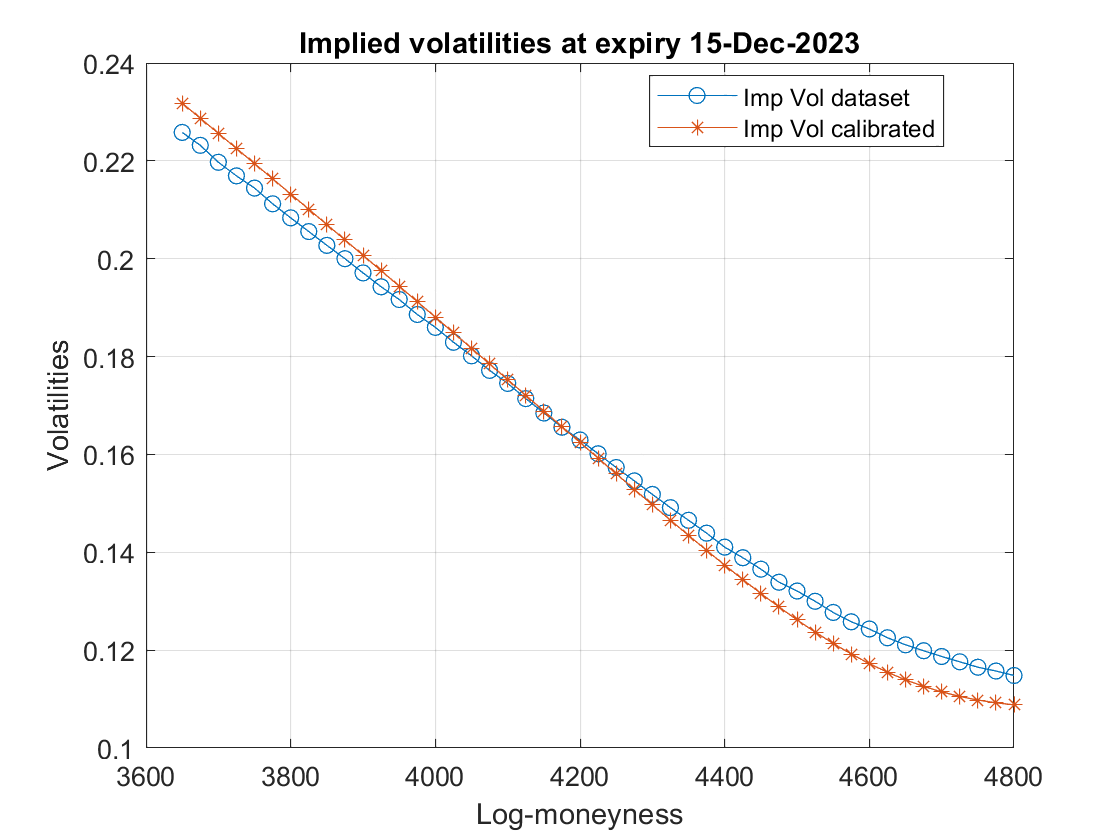 Implied volatilities at expiry 15-Dec-2023
Imp Vol dataset
Imp Vol calibrated
Volatilities
0.24
0.22
0.2
0.18
0.16
0.14
0.12
0.1
3600 3800 4000 4200 4400 4600 4800
Log-moneyness